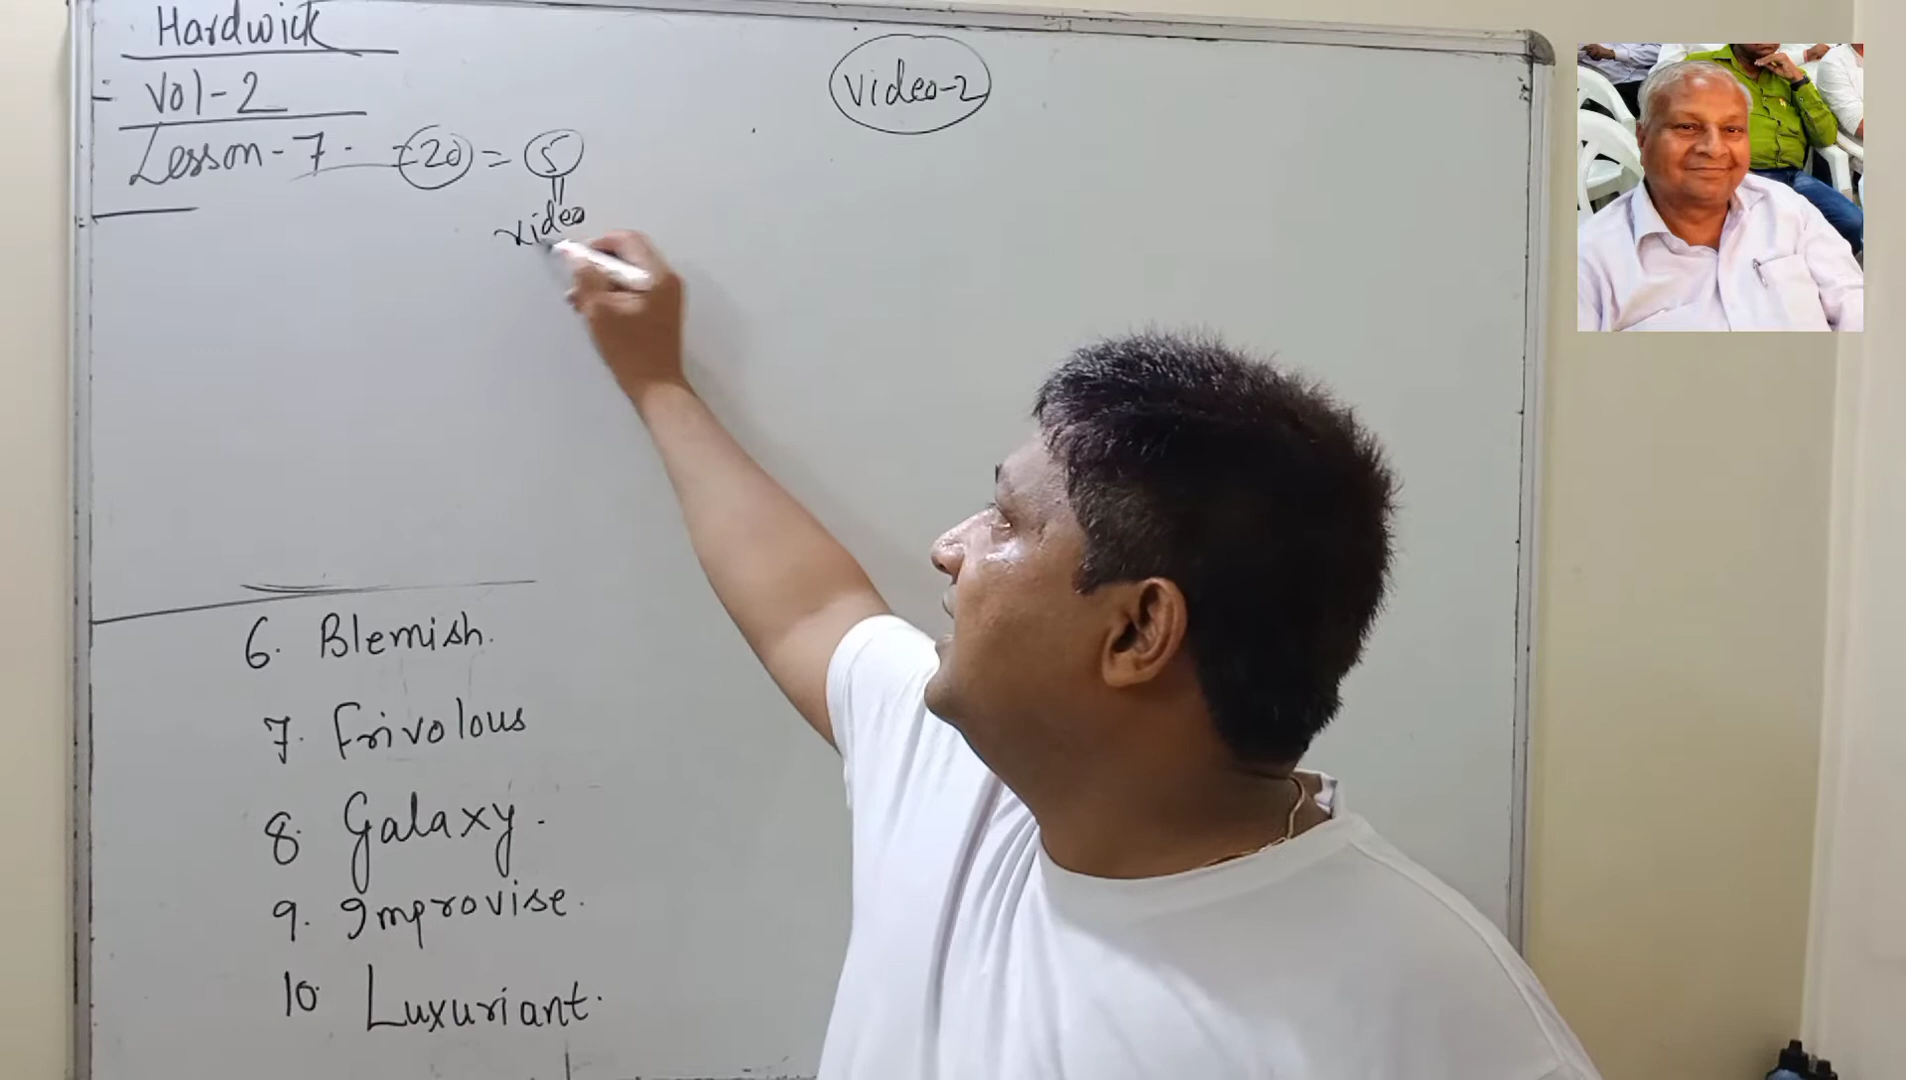 Hardwick
Vol-2
Video-2
Lesson-7. 20 = 5
video
6. Blemish.
7. Frivolous
8. Galaxy.
9. Improvise.
10 Luxuriant.